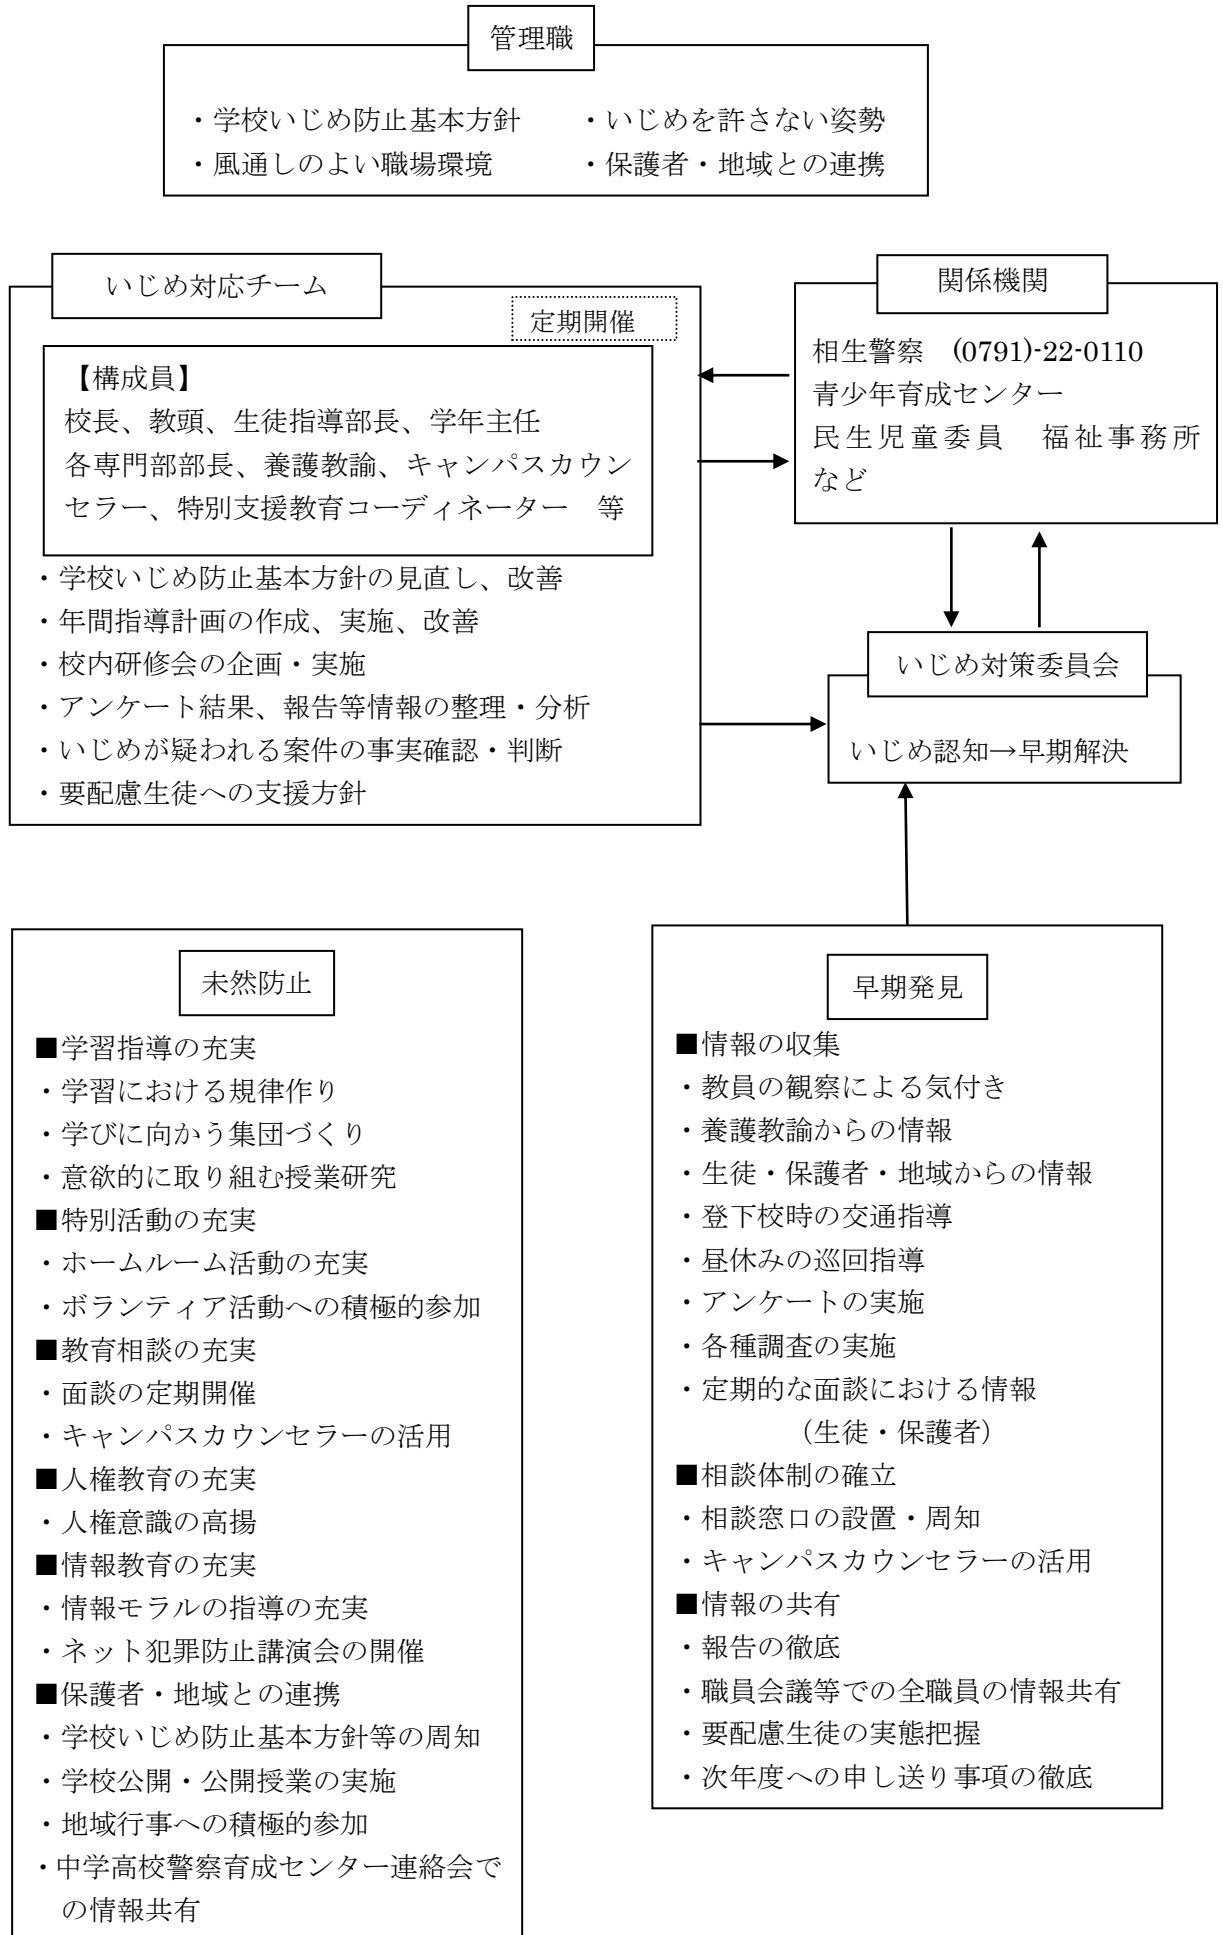 管理職
・学校いじめ防止基本方針　・いじめを許さない姿勢
・風通しのよい職場環境　・保護者・地域との連携
いじめ対応チーム
定期開催
【構成員】
校長、教頭、生徒指導部長、学年主任
各専門部部長、養護教諭、キャンパスカウン
セラー、特別支援教育コーディネーター　等
・学校いじめ防止基本方針の見直し、改善
・年間指導計画の作成、実施、改善
・校内研修会の企画・実施
・アンケート結果、報告等情報の整理・分析
・いじめが疑われる案件の事実確認・判断
・要配慮生徒への支援方針
関係機関
相生警察　(0791)-22-0110
青少年育成センター
民生児童委員　福祉事務所
など
いじめ対策委員会
いじめ認知→早期解決
未然防止
■学習指導の充実
・学習における規律作り
・学びに向かう集団づくり
・意欲的に取り組む授業研究
■特別活動の充実
・ホームルーム活動の充実
・ボランティア活動への積極的参加
■教育相談の充実
・面談の定期開催
・キャンパスカウンセラーの活用
■人権教育の充実
・人権意識の高揚
■情報教育の充実
・情報モラルの指導の充実
・ネット犯罪防止講演会の開催
■保護者・地域との連携
・学校いじめ防止基本方針等の周知
・学校公開・公開授業の実施
・地域行事への積極的参加
・中学高校警察育成センター連絡会で
の情報共有
早期発見
■情報の収集
・教員の観察による気付き
・養護教諭からの情報
・生徒・保護者・地域からの情報
・登下校時の交通指導
・昼休みの巡回指導
・アンケートの実施
・各種調査の実施
・定期的な面談における情報
（生徒・保護者）
■相談体制の確立
・相談窓口の設置・周知
・キャンパスカウンセラーの活用
■情報の共有
・報告の徹底
・職員会議等での全職員の情報共有
・要配慮生徒の実態把握
・次年度への申し送り事項の徹底